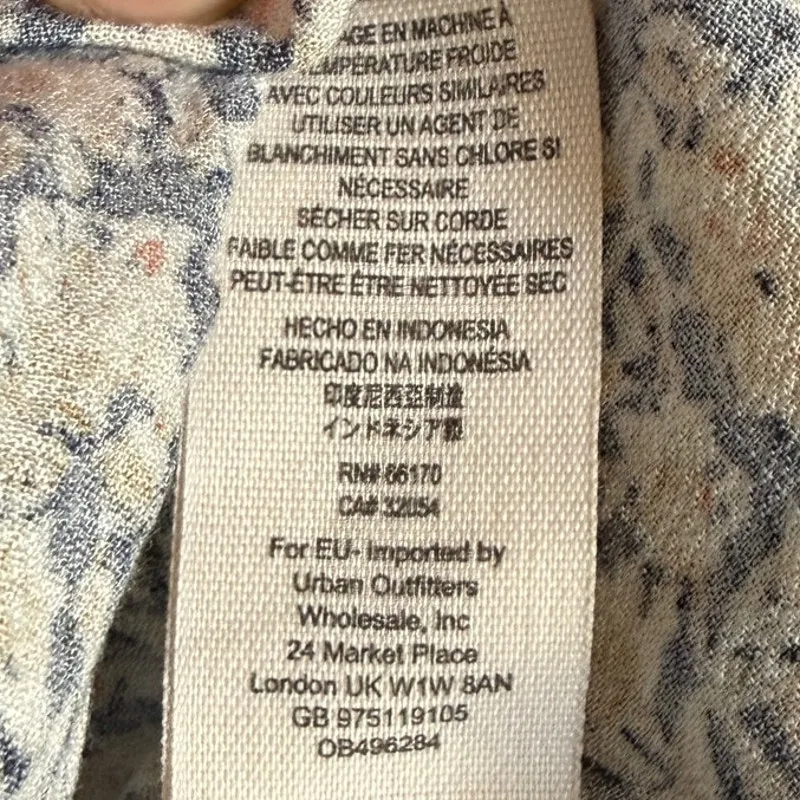 AGE EN MACHINE À
TEMPÉRATURE FROIDE
AVEC COULEURS SIMILAIRES
UTILISER UN AGENT DE
BLANCHIMENT SANS CHLORE SI
NÉCESSAIRE
SÉCHER SUR CORDE
FAIBLE COMME FER NÉCESSAIRES
PEUT-ÊTRE ÊTRE NETTOYÉE SEC
HECHO EN INDONESIA
FABRICADO NA INDONÉSIA
印度尼西亞制造
インドネシア製
RN# 66170
CA# 32054
For EU- Imported by
Urban Outfitters
Wholesale, Inc
24 Market Place
London UK W1W 8AN
GB 975119105
OB496284